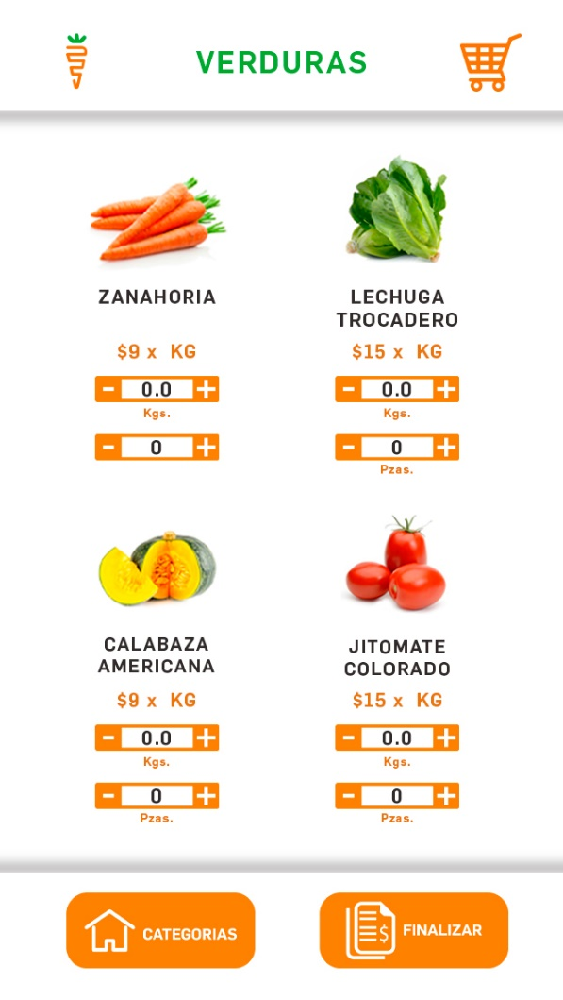 VERDURAS
ZANAHORIA
$9 x KG
- 0.0 +
Kgs.
- 0 +
LECHUGA
TROCADERO
$15 x KG
- 0.0 +
Kgs.
- 0 +
Pzas.
CALABAZA
AMERICANA
$9 x KG
- 0.0 +
Kgs.
- 0 +
Pzas.
JITOMATE
COLORADO
$15 x KG
- 0.0 +
Kgs.
- 0 +
Pzas.
CATEGORIAS
$
FINALIZAR